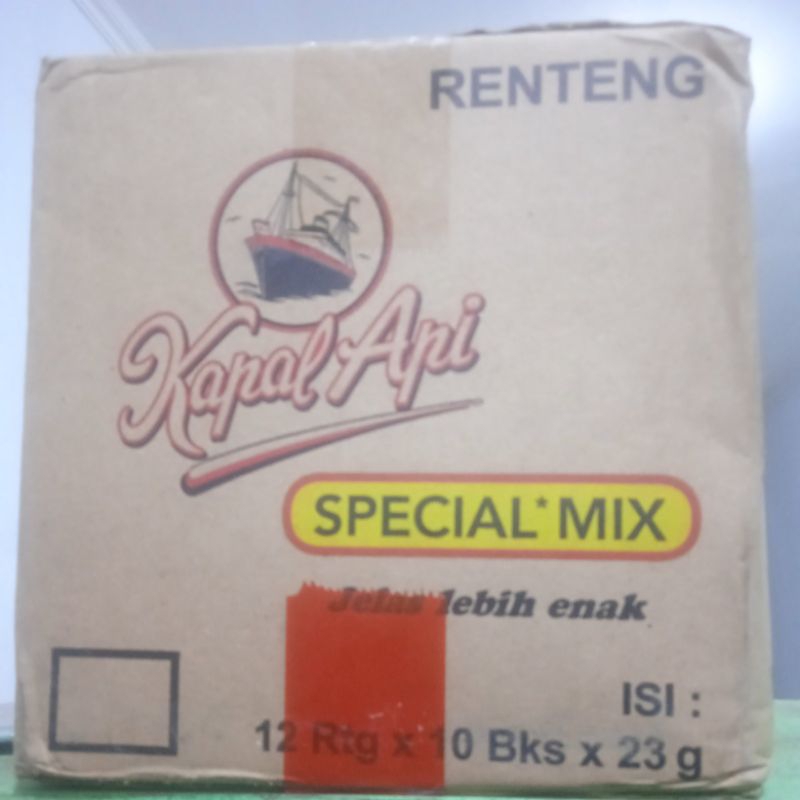 RENTENG
Kapal Api
SPECIAL* MIX
Jelas lebih enak
ISI :
12 Rtg x 10 Bks x 23 g